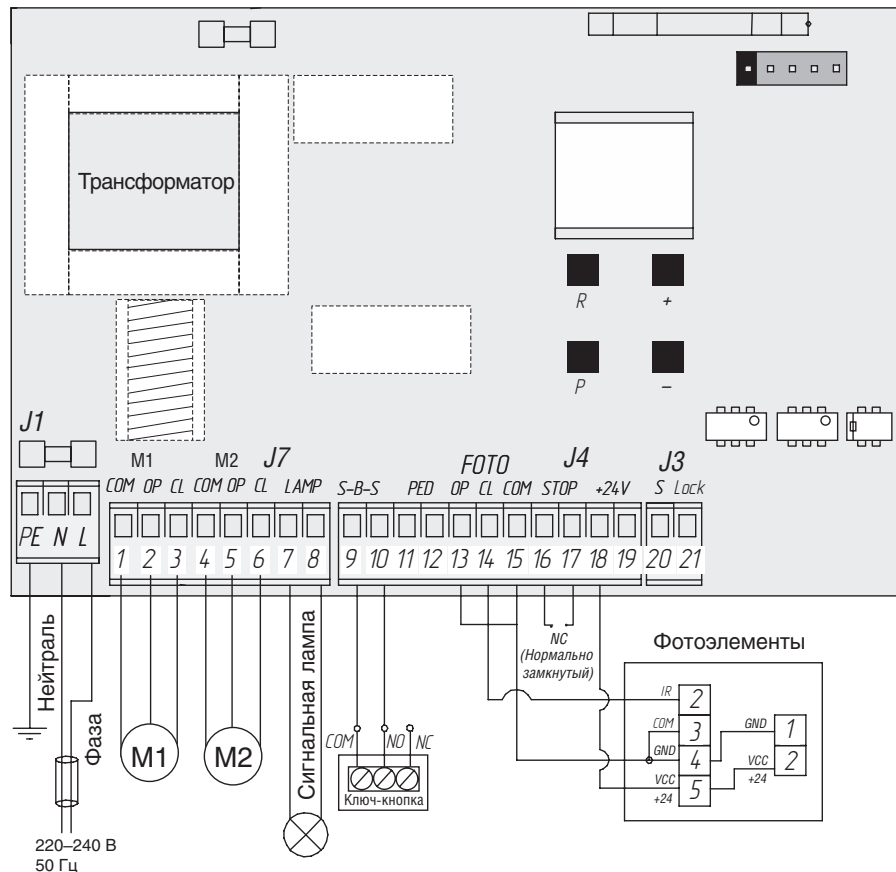 Трансформатор
R +
P −
J1
M1 M2 J7 FOTO J4 J3
COM OP CL COM OP CL LAMP S-B-S PED OP CL COM STOP +24V S Lock
PE N L
1 2 3 4 5 6 7 8 9 10 11 12 13 14 15 16 17 18 19 20 21
Нейтраль
Фаза
220–240 В
50 Гц
M1
M2
Сигнальная лампа
COM NO NC
Ключ-кнопка
NC
(Нормально
замкнутый)
Фотоэлементы
IR 2
COM 3
GND 4
VCC 5
+24
GND 1
VCC 2
+24